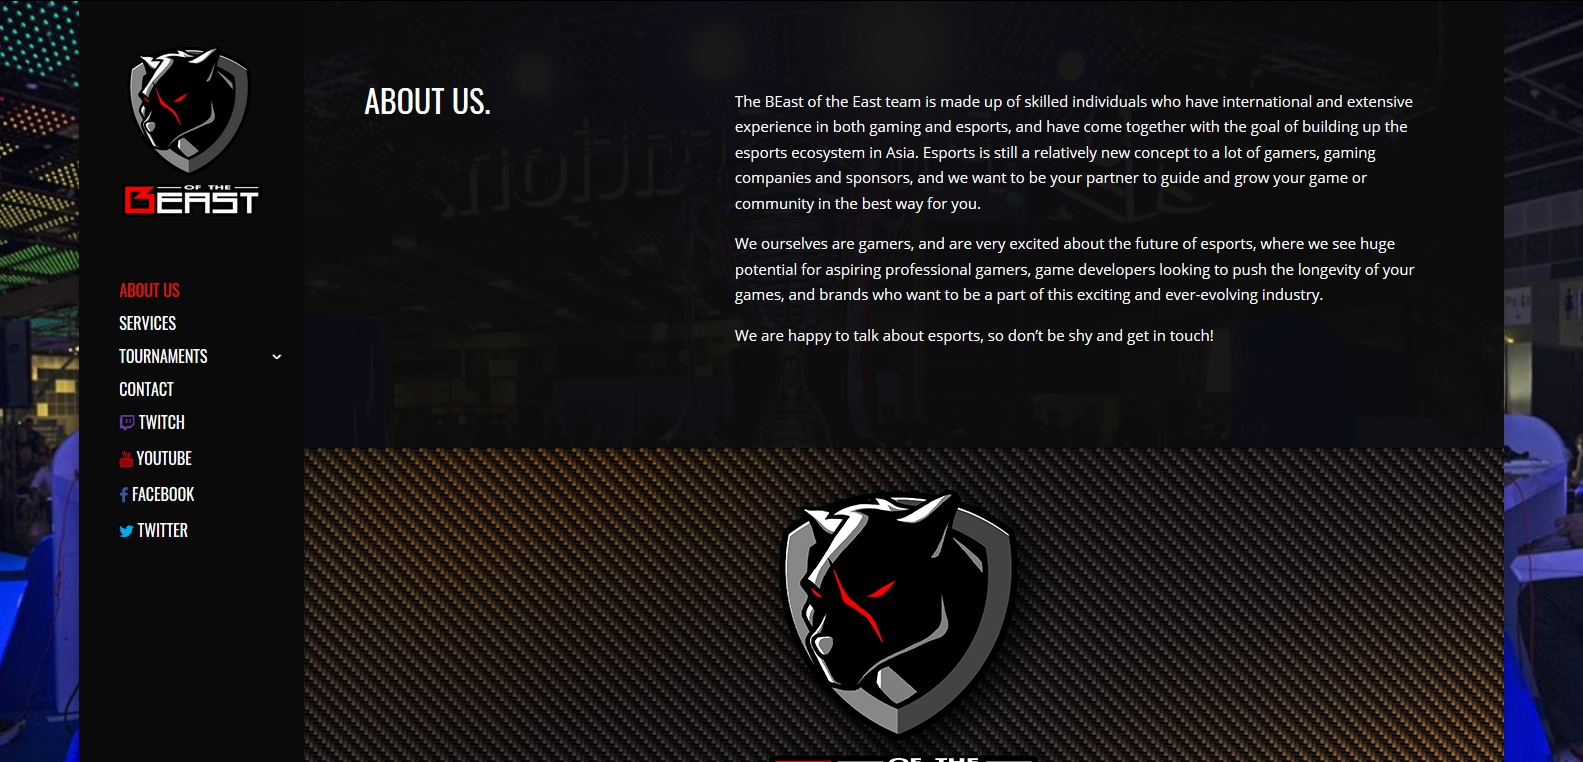 OF THE
BEAST
ABOUT US
SERVICES
TOURNAMENTS
CONTACT
TWITCH
YOUTUBE
FACEBOOK
TWITTER
ABOUT US.
The BEast of the East team is made up of skilled individuals who have international and extensive
experience in both gaming and esports, and have come together with the goal of building up the
esports ecosystem in Asia. Esports is still a relatively new concept to a lot of gamers, gaming
companies and sponsors, and we want to be your partner to guide and grow your game or
community in the best way for you.
We ourselves are gamers, and are very excited about the future of esports, where we see huge
potential for aspiring professional gamers, game developers looking to push the longevity of your
games, and brands who want to be a part of this exciting and ever-evolving industry.
We are happy to talk about esports, so don’t be shy and get in touch!
OF THE